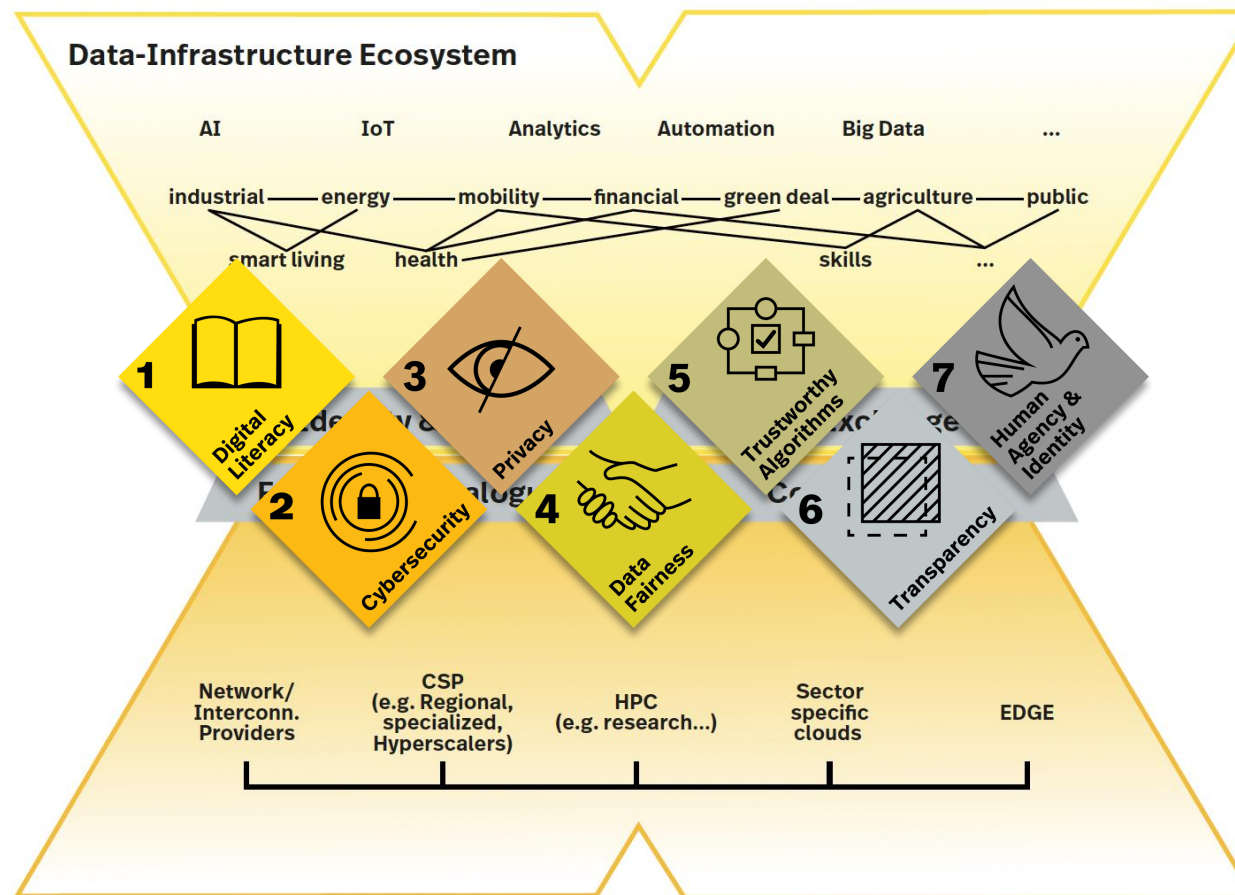 Data-Infrastructure Ecosystem
AI IoT Analytics Automation Big Data ...
industrial energy mobility financial green deal agriculture public
smart living health skills ...
1
Digital
Literacy
2
Cybersecurity
3
Privacy
4
Data
Fairness
5
Trustworthy
Algorithms
6
Transparency
7
Human
Agency &
Identity
&
Network/
Interconn.
Providers
CSP
(e.g. Regional,
specialized,
Hyperscalers)
HPC
(e.g. research...)
Sector
specific
clouds
EDGE